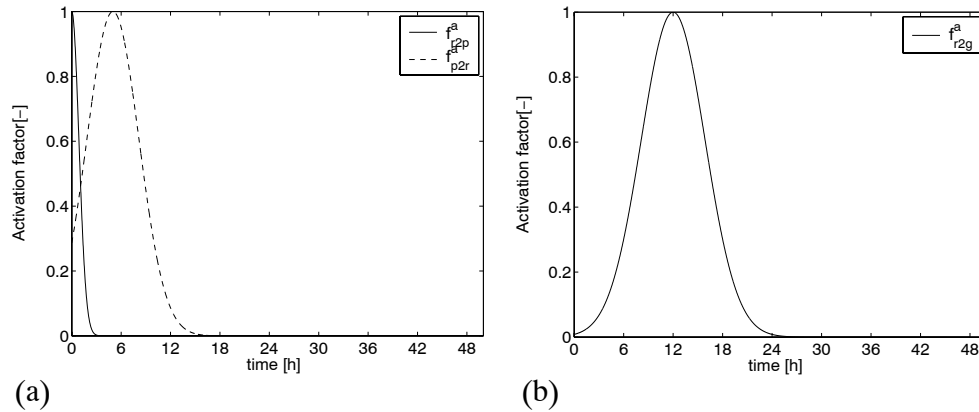 1
0.8
0.6
0.4
0.2
0
Activation factor[−]
f^a_r2p
f^a_p2r
0 6 12 18 24 30 36 42 48
time [h]
(a)
1
0.8
0.6
0.4
0.2
0
Activation factor[−]
f^a_r2g
0 6 12 18 24 30 36 42 48
time [h]
(b)